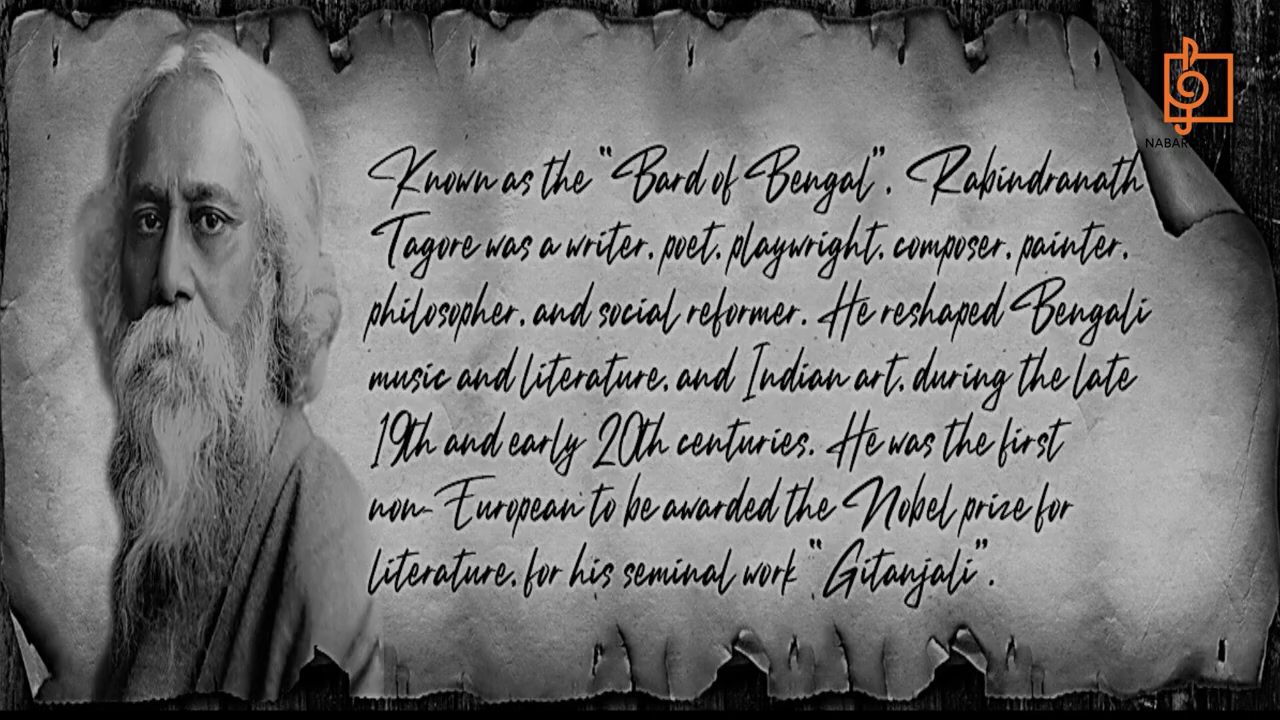 Known as the "Bard of Bengal", Rabindranath
Tagore was a writer, poet, playwright, composer, painter,
philosopher, and social reformer. He reshaped Bengali
music and literature, and Indian art, during the late
19th and early 20th centuries. He was the first
non-European to be awarded the Nobel prize for
literature, for his seminal work "Gitanjali".